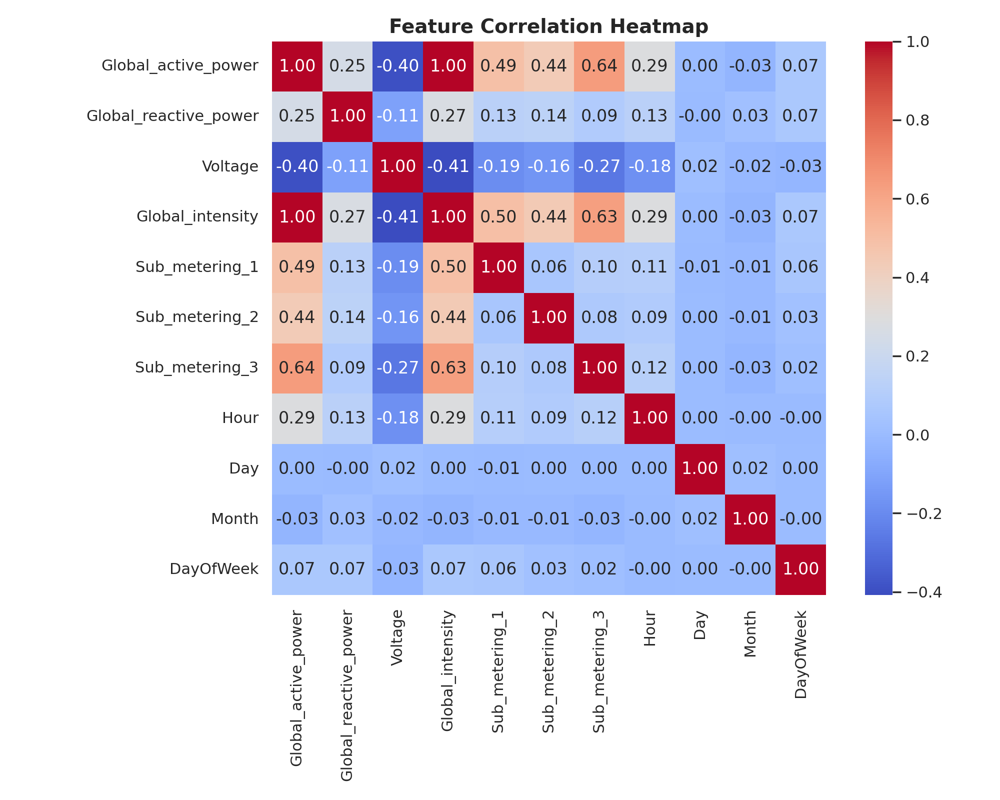 Feature Correlation Heatmap
Global_active_power 1.00 0.25 -0.40 1.00 0.49 0.44 0.64 0.29 0.00 -0.03 0.07
Global_reactive_power 0.25 1.00 -0.11 0.27 0.13 0.14 0.09 0.13 -0.00 0.03 0.07
Voltage -0.40 -0.11 1.00 -0.41 -0.19 -0.16 -0.27 -0.18 0.02 -0.02 -0.03
Global_intensity 1.00 0.27 -0.41 1.00 0.50 0.44 0.63 0.29 0.00 -0.03 0.07
Sub_metering_1 0.49 0.13 -0.19 0.50 1.00 0.06 0.10 0.11 -0.01 -0.01 0.06
Sub_metering_2 0.44 0.14 -0.16 0.44 0.06 1.00 0.08 0.09 0.00 -0.01 0.03
Sub_metering_3 0.64 0.09 -0.27 0.63 0.10 0.08 1.00 0.12 0.00 -0.03 0.02
Hour 0.29 0.13 -0.18 0.29 0.11 0.09 0.12 1.00 0.00 -0.00 -0.00
Day 0.00 -0.00 0.02 0.00 -0.01 0.00 0.00 0.00 1.00 0.02 0.00
Month -0.03 0.03 -0.02 -0.03 -0.01 -0.01 -0.03 -0.00 0.02 1.00 -0.00
DayOfWeek 0.07 0.07 -0.03 0.07 0.06 0.03 0.02 -0.00 0.00 -0.00 1.00
Global_active_power
Global_reactive_power
Voltage
Global_intensity
Sub_metering_1
Sub_metering_2
Sub_metering_3
Hour
Day
Month
DayOfWeek
1.0
0.8
0.6
0.4
0.2
0.0
−0.2
−0.4